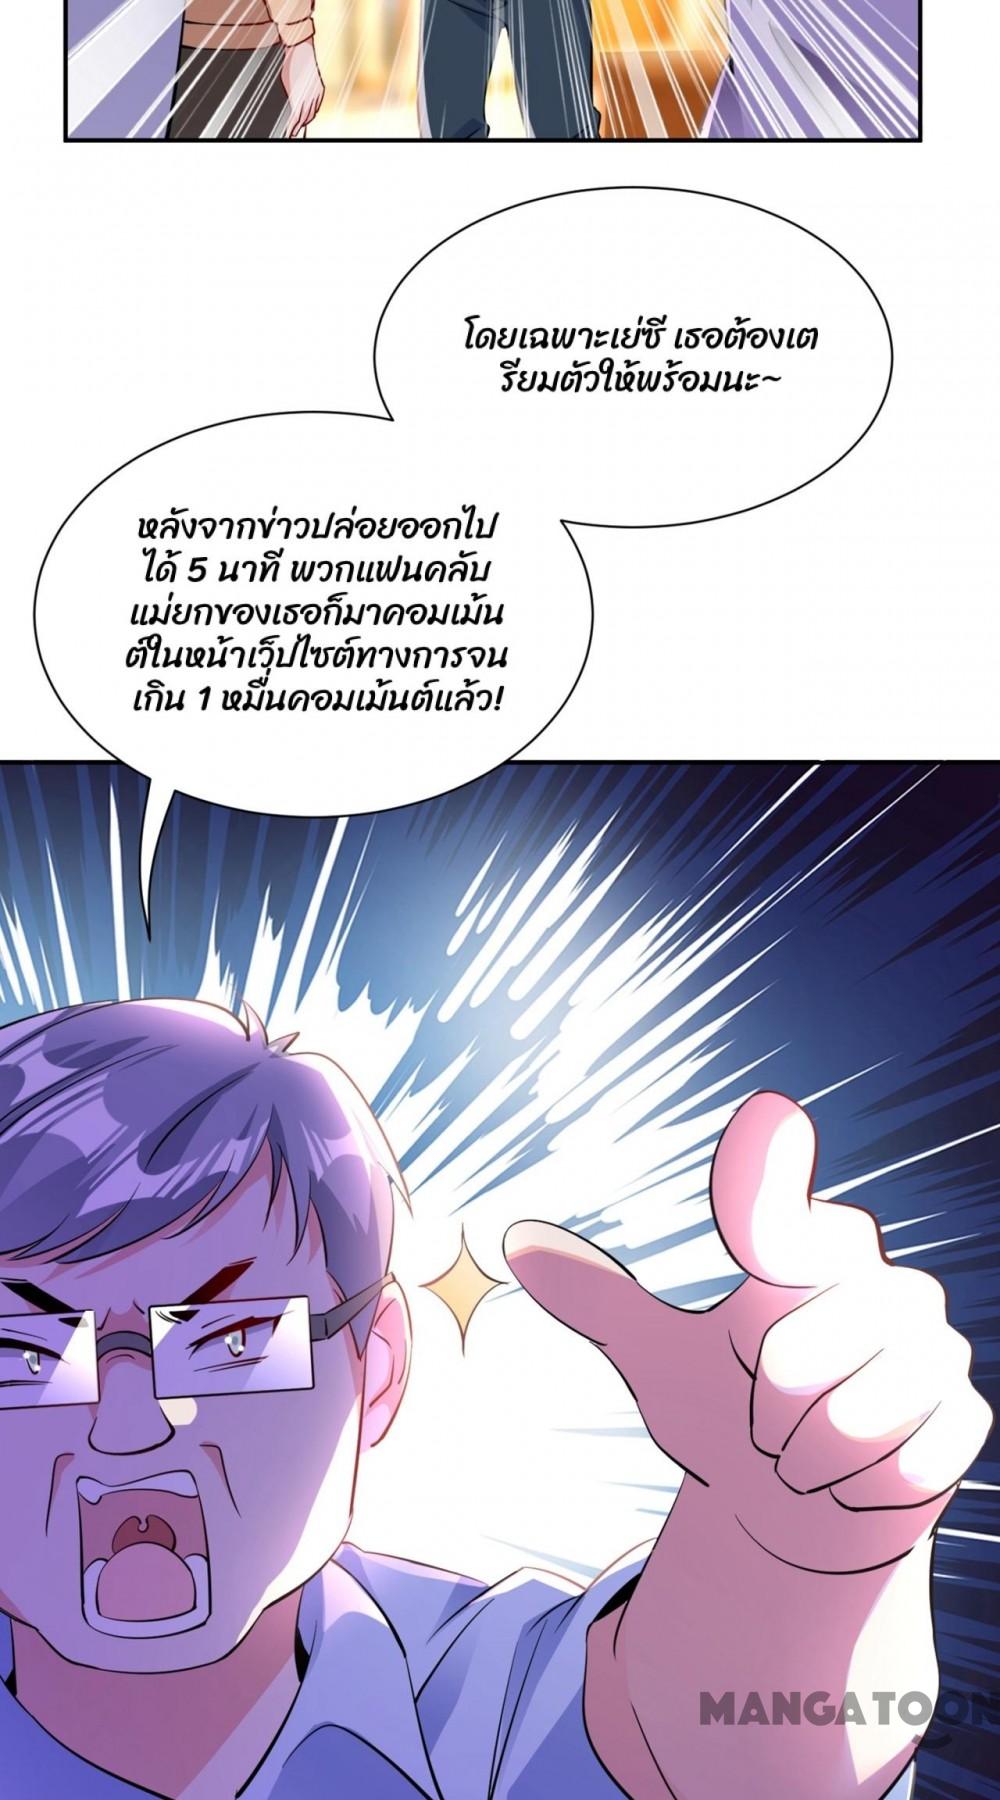 โดยเฉพาะเย่ซี เธอต้องเต
รียมตัวให้พร้อมนะ~
หลังจากข่าวปล่อยออกไป
ได้ 5 นาที พวกแฟนคลับ
แม่ยกของเธอก็มาคอมเม้น
ต์ในหน้าเว็ปไซต์ทางการจน
เกิน 1 หมื่นคอมเม้นต์แล้ว!
MANGATOON